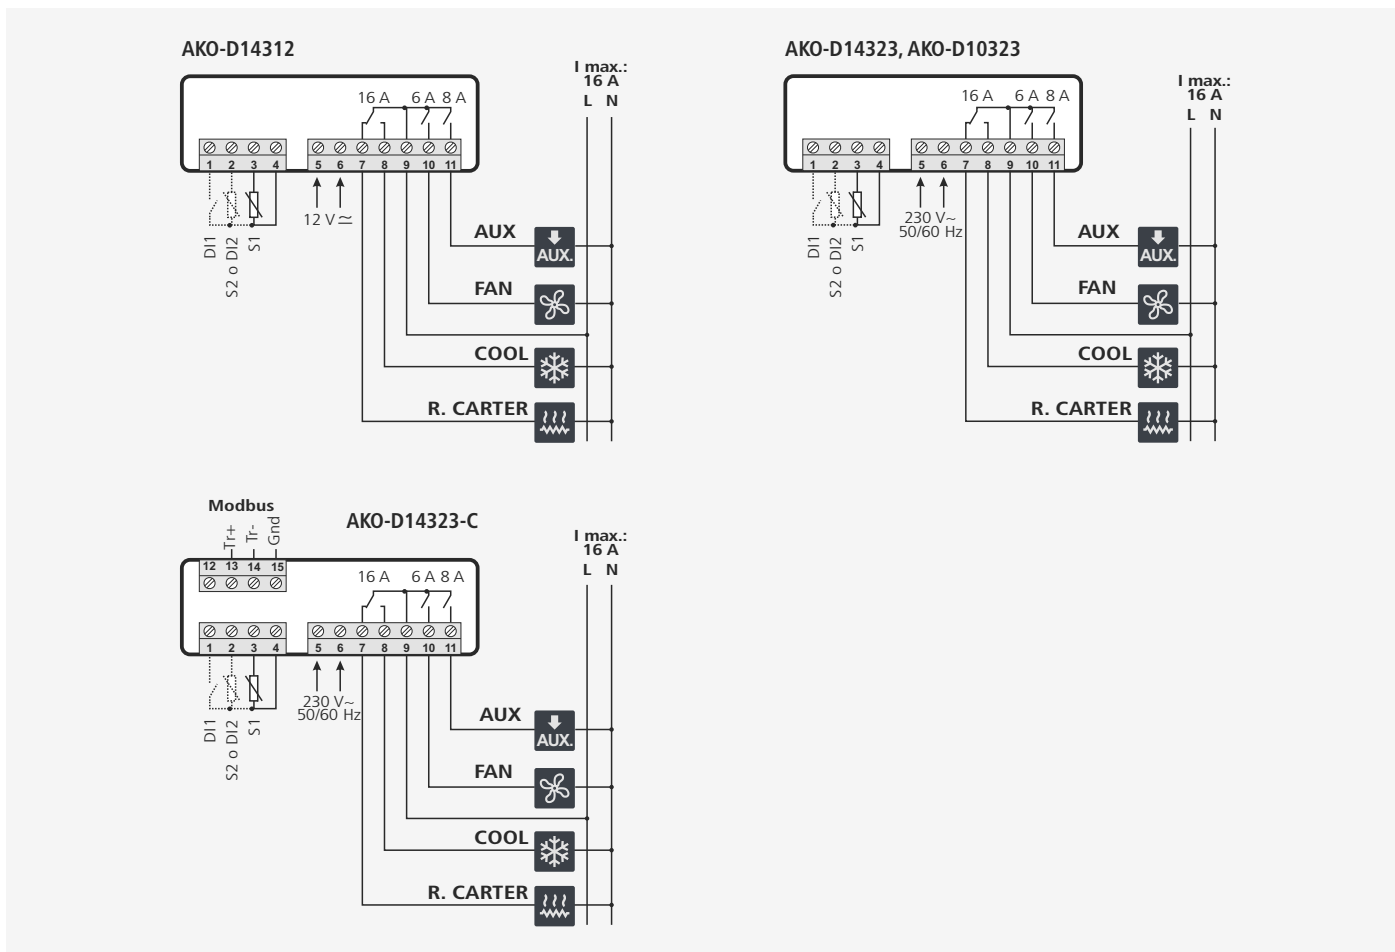 AKO-D14312
I max.:
16 A
L N
16 A 6 A 8 A
1 2 3 4 5 6 7 8 9 10 11
12 V ≂
DI1
S2 o DI2
S1
AUX
AUX.
FAN
COOL
R. CARTER
AKO-D14323, AKO-D10323
I max.:
16 A
L N
16 A 6 A 8 A
1 2 3 4 5 6 7 8 9 10 11
230 V~
50/60 Hz
DI1
S2 o DI2
S1
AUX
AUX.
FAN
COOL
R. CARTER
Modbus
Tr+
Tr-
Gnd
AKO-D14323-C
I max.:
16 A
L N
12 13 14 15
16 A 6 A 8 A
1 2 3 4 5 6 7 8 9 10 11
230 V~
50/60 Hz
DI1
S2 o DI2
S1
AUX
AUX.
FAN
COOL
R. CARTER